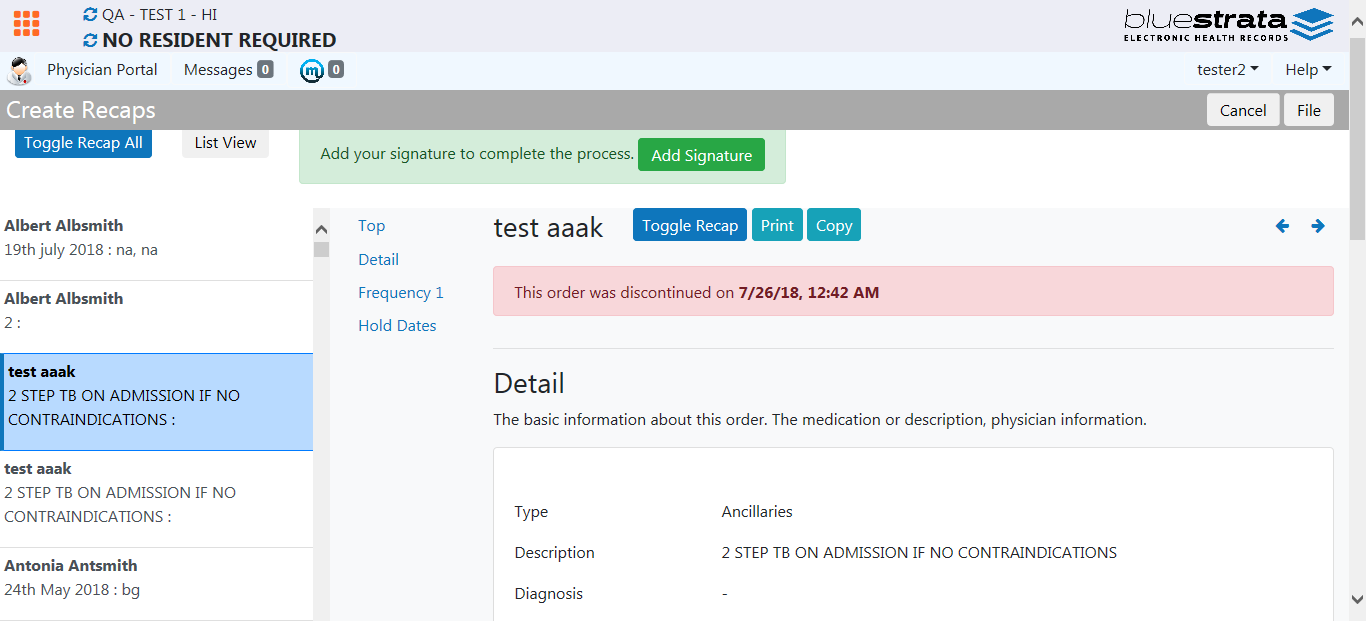 QA - TEST 1 - HI
NO RESIDENT REQUIRED
bluestrata
ELECTRONIC HEALTH RECORDS
Physician Portal Messages 0 m 0 tester2 Help
Create Recaps Cancel File
Toggle Recap All List View Add your signature to complete the process. Add Signature
Albert Albsmith
19th july 2018 : na, na
Albert Albsmith
2 :
test aaak
2 STEP TB ON ADMISSION IF NO
CONTRAINDICATIONS :
test aaak
2 STEP TB ON ADMISSION IF NO
CONTRAINDICATIONS :
Antonia Antsmith
24th May 2018 : bg
Top
Detail
Frequency 1
Hold Dates
test aaak Toggle Recap Print Copy
This order was discontinued on 7/26/18, 12:42 AM
Detail
The basic information about this order. The medication or description, physician information.
Type Ancillaries
Description 2 STEP TB ON ADMISSION IF NO CONTRAINDICATIONS
Diagnosis -